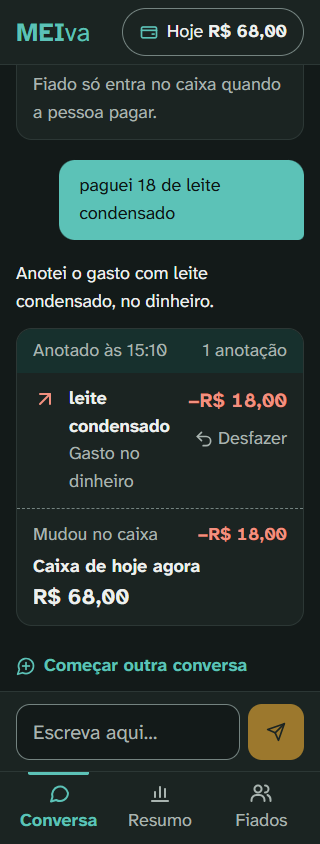 MEIva
Hoje R$ 68,00
Fiado só entra no caixa quando
a pessoa pagar.
paguei 18 de leite
condensado
Anotei o gasto com leite
condensado, no dinheiro.
Anotado às 15:10 1 anotação
leite
condensado
−R$ 18,00
Gasto no
dinheiro
Desfazer
Mudou no caixa −R$ 18,00
Caixa de hoje agora
R$ 68,00
Começar outra conversa
Escreva aqui...
Conversa Resumo Fiados